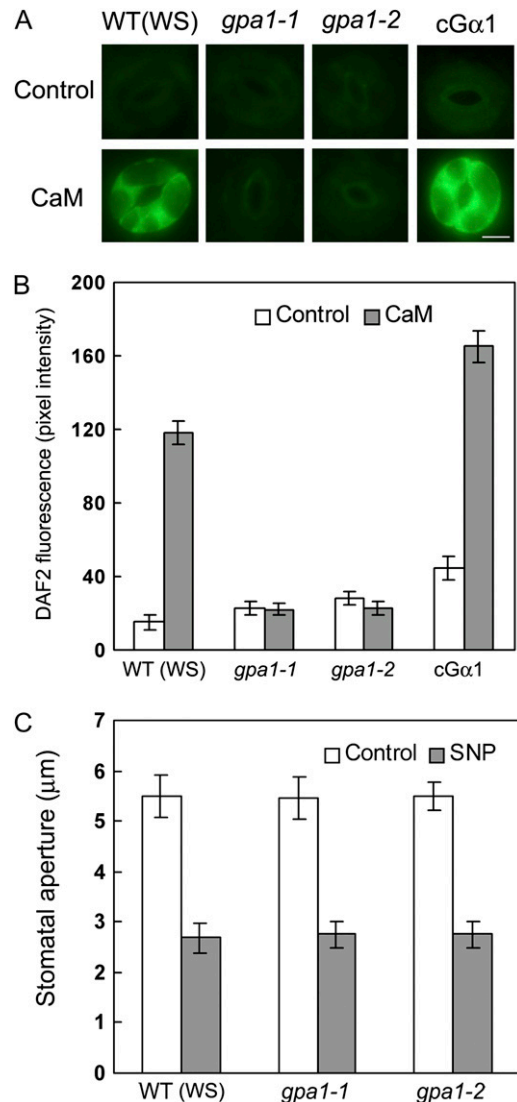 A
WT(WS) gpa1-1 gpa1-2 cGα1
Control
CaM
B
DAF2 fluorescence (pixel intensity)
200
160
120
80
40
0
Control CaM
WT (WS) gpa1-1 gpa1-2 cGα1
C
Stomatal aperture (μm)
7
6
5
4
3
2
1
0
Control SNP
WT (WS) gpa1-1 gpa1-2